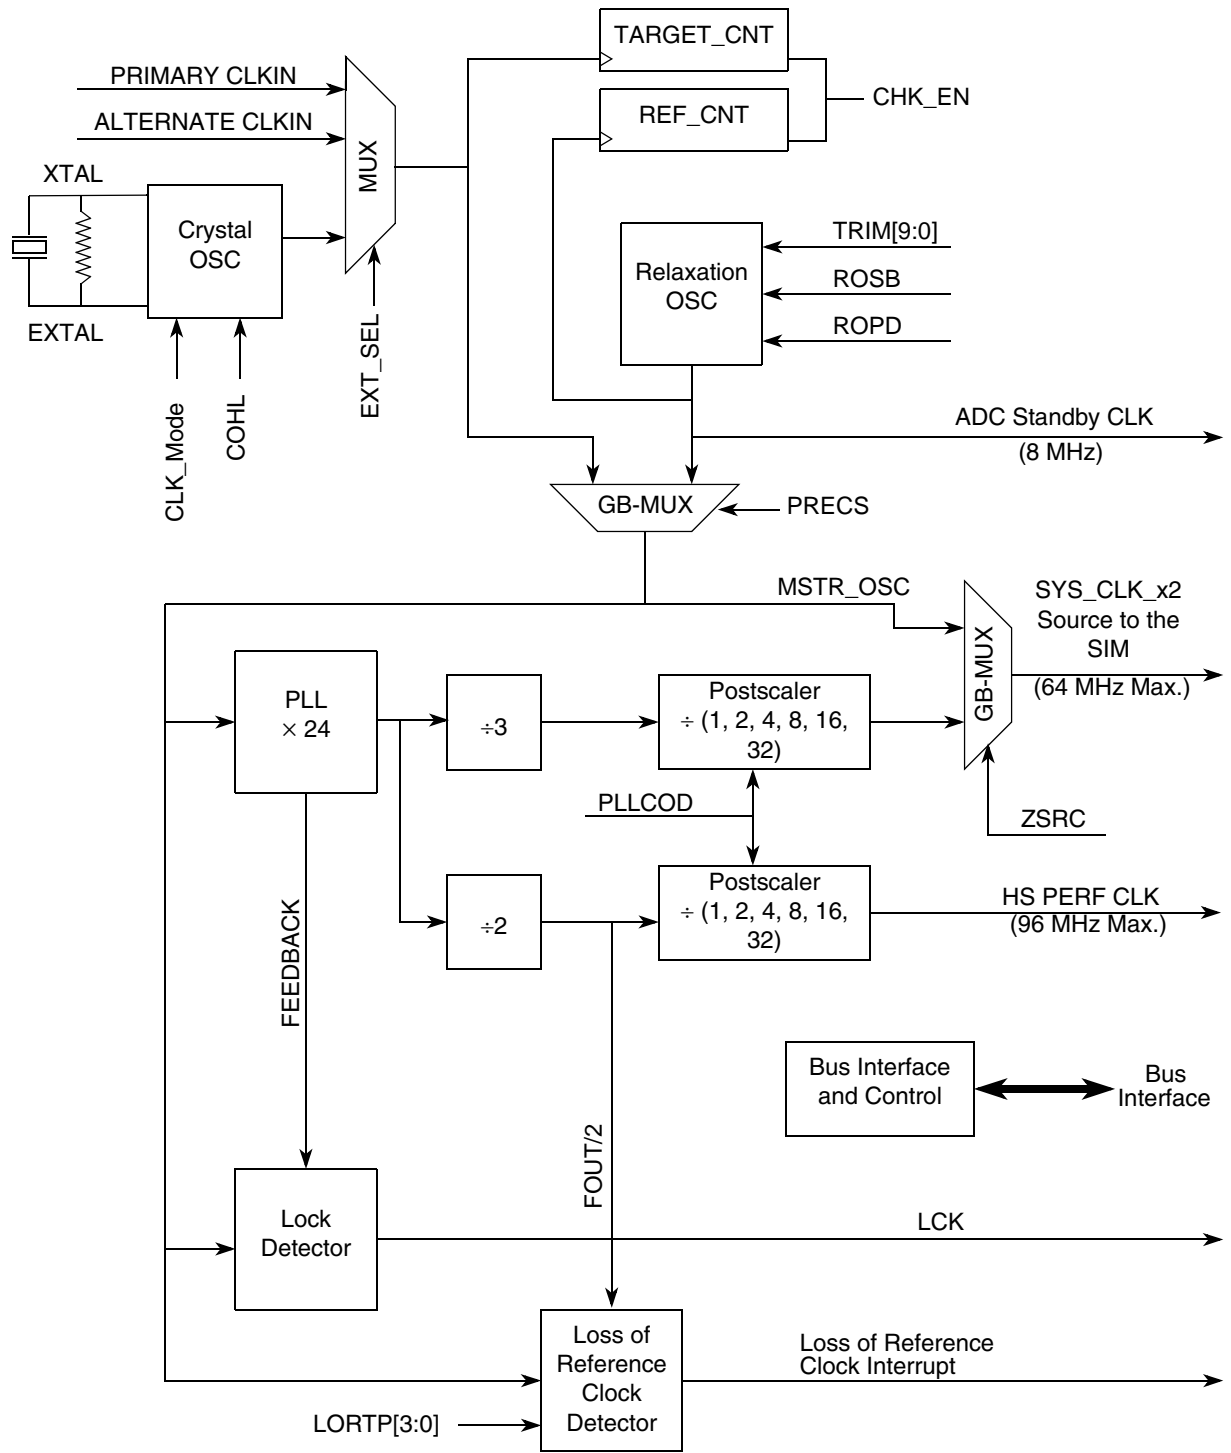 TARGET_CNT
PRIMARY CLKIN
CHK_EN
REF_CNT
ALTERNATE CLKIN
MUX
XTAL
Crystal
OSC
EXTAL
TRIM[9:0]
Relaxation
OSC
ROSB
ROPD
EXT_SEL
CLK_Mode
COHL
ADC Standby CLK
(8 MHz)
GB-MUX
PRECS
MSTR_OSC
SYS_CLK_x2
Source to the
SIM
(64 MHz Max.)
GB-MUX
PLL
× 24
÷3
Postscaler
÷ (1, 2, 4, 8, 16,
32)
PLLCOD
ZSRC
÷2
Postscaler
÷ (1, 2, 4, 8, 16,
32)
HS PERF CLK
(96 MHz Max.)
FEEDBACK
Bus Interface
and Control
Bus
Interface
FOUT/2
Lock
Detector
LCK
Loss of
Reference
Clock
Detector
Loss of Reference
Clock Interrupt
LORTP[3:0]